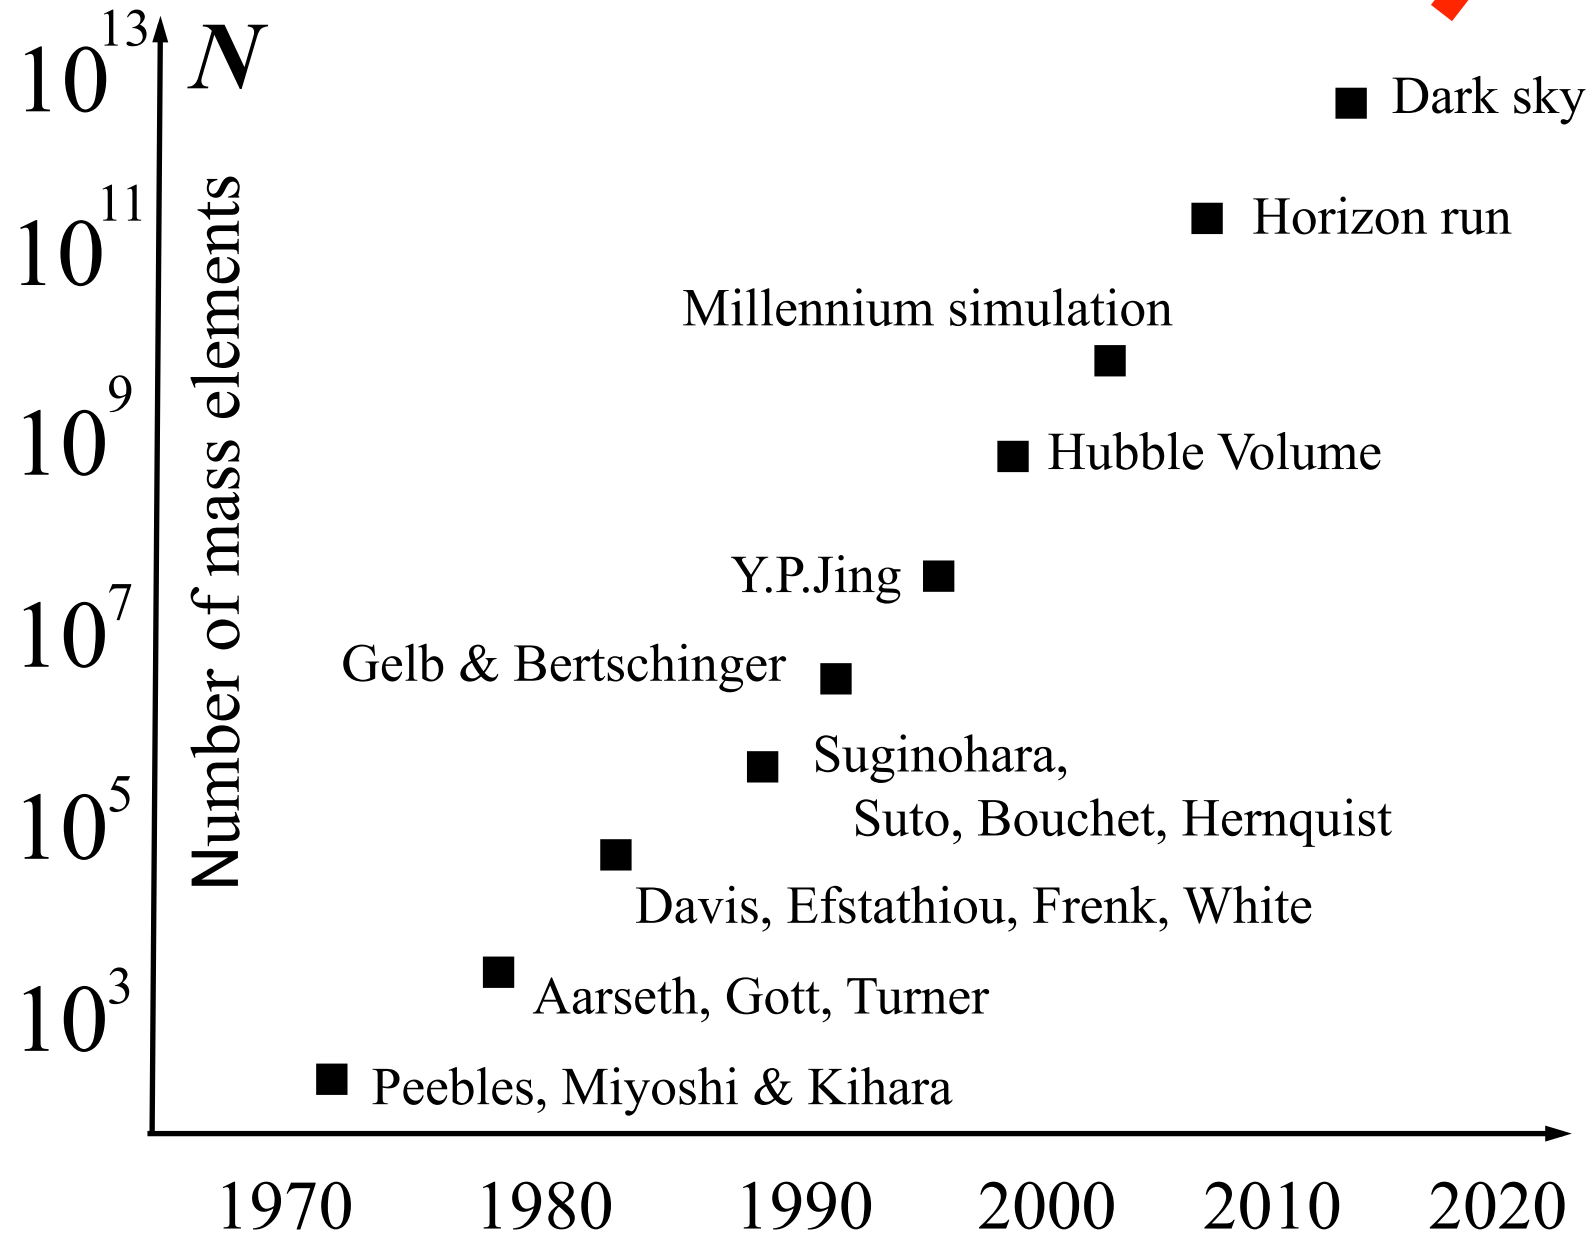 10^13
N
Dark sky
10^11
Horizon run
Number of mass elements
Millennium simulation
10^9
Hubble Volume
Y.P.Jing
10^7
Gelb & Bertschinger
Suginohara,
Suto, Bouchet, Hernquist
10^5
Davis, Efstathiou, Frenk, White
Aarseth, Gott, Turner
10^3
Peebles, Miyoshi & Kihara
1970 1980 1990 2000 2010 2020